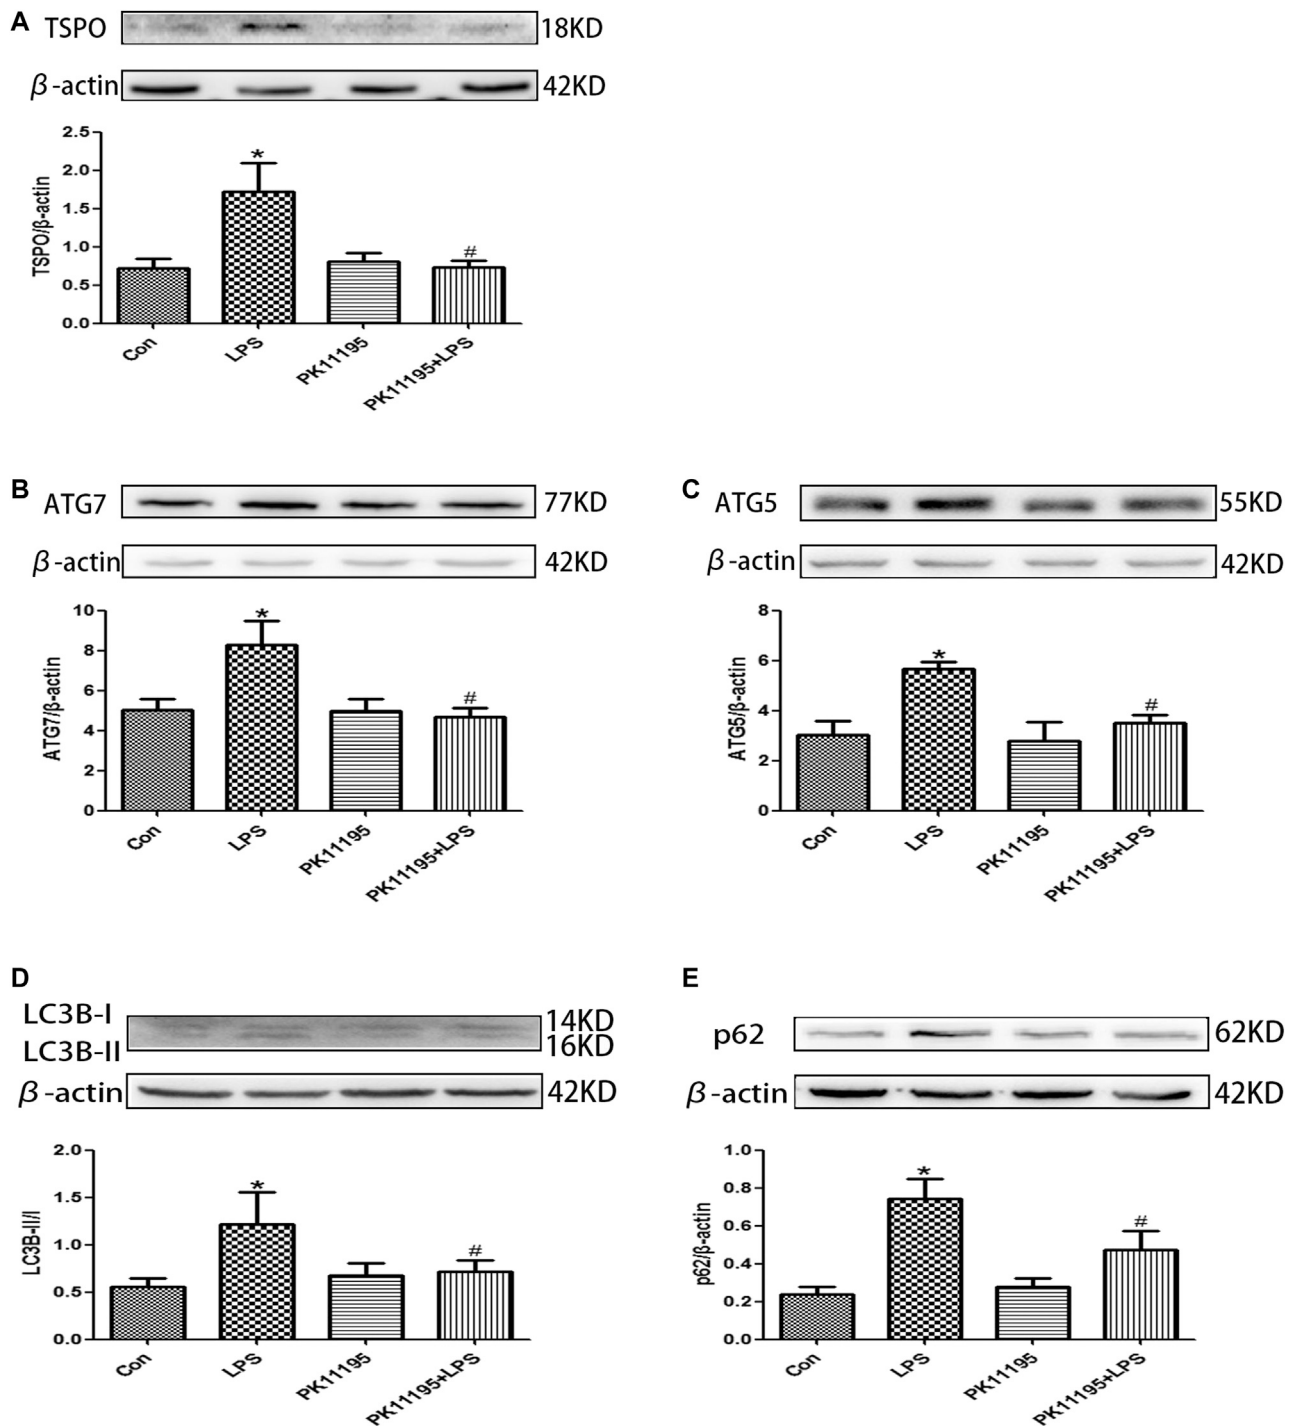 A TSPO 18KD
β-actin 42KD
2.5
*
2.0
1.5
1.0
#
0.5
0.0
TSPO/β-actin
Con LPS PK11195 PK11195+LPS
B ATG7 77KD
β-actin 42KD
10
*
8
6
#
4
2
0
ATG7/β-actin
Con LPS PK11195 PK11195+LPS
C ATG5 55KD
β-actin 42KD
8
*
6
#
4
2
0
ATG5/β-actin
Con LPS PK11195 PK11195+LPS
D
LC3B-I 14KD
LC3B-II 16KD
β-actin 42KD
2.0
*
1.5
#
1.0
0.5
0.0
LC3B-II/I
Con LPS PK11195 PK11195+LPS
E
p62 62KD
β-actin 42KD
1.0
*
0.8
#
0.6
0.4
0.2
0.0
p62/β-actin
Con LPS PK11195 PK11195+LPS